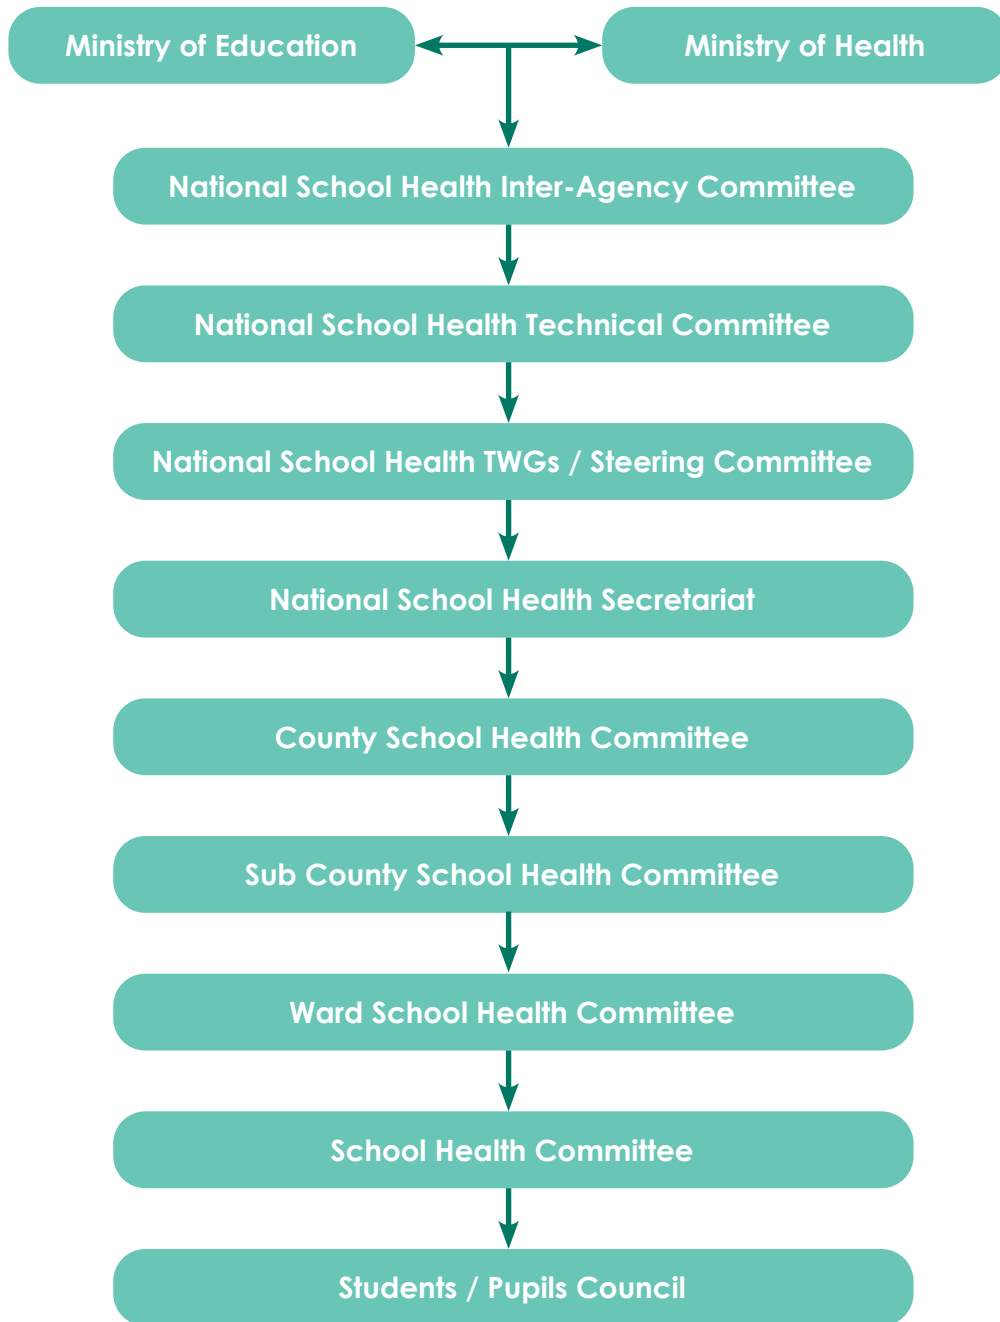 Ministry of Education
Ministry of Health
National School Health Inter-Agency Committee
National School Health Technical Committee
National School Health TWGs / Steering Committee
National School Health Secretariat
County School Health Committee
Sub County School Health Committee
Ward School Health Committee
School Health Committee
Students / Pupils Council